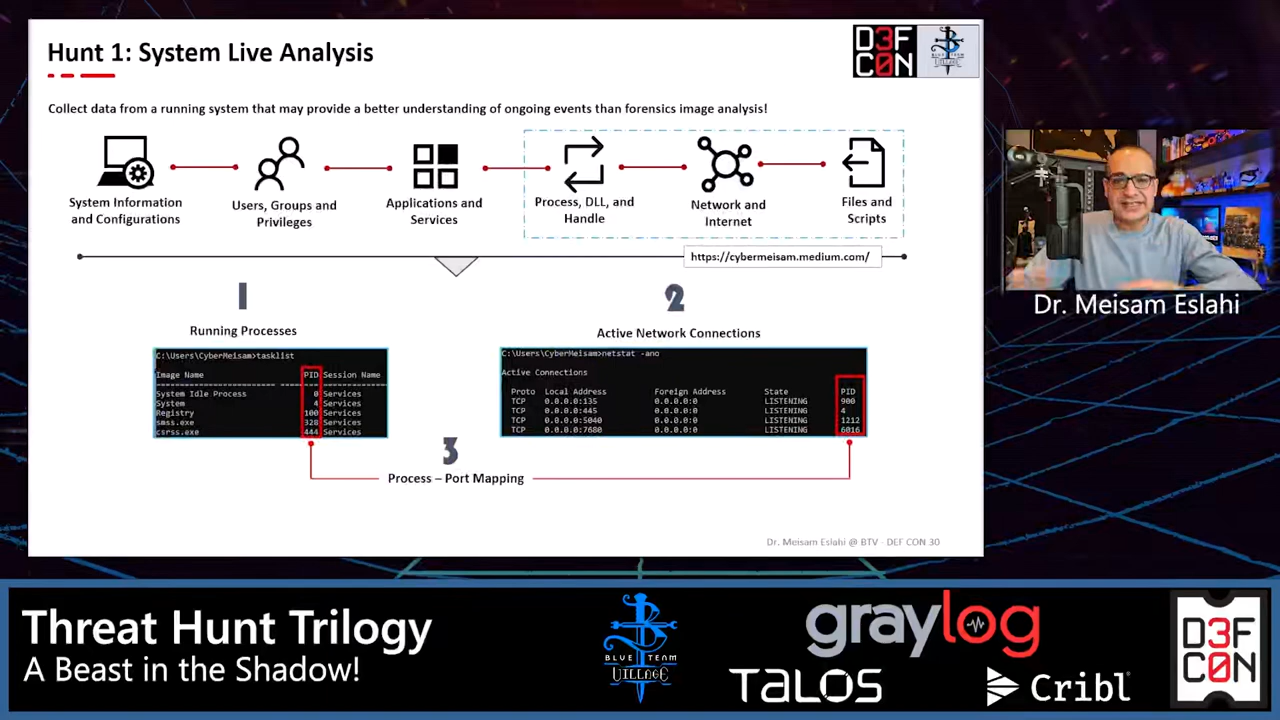 Hunt 1: System Live Analysis
D3F
C0N
Collect data from a running system that may provide a better understanding of ongoing events than forensics image analysis!
System Information
and Configurations
Users, Groups and
Privileges
Applications and
Services
Process, DLL, and
Handle
Network and
Internet
Files and
Scripts
https://cybermeisam.medium.com/
1
Running Processes
C:\Users\CyberMeisam>tasklist
Image Name PID Session Name
System Idle Process 0 Services
System 4 Services
Registry 100 Services
smss.exe 328 Services
csrss.exe 444 Services
2
Active Network Connections
C:\Users\CyberMeisam>netstat -ano
Active Connections
Proto Local Address Foreign Address State PID
TCP 0.0.0.0:135 0.0.0.0:0 LISTENING 900
TCP 0.0.0.0:445 0.0.0.0:0 LISTENING 4
TCP 0.0.0.0:5040 0.0.0.0:0 LISTENING 1212
TCP 0.0.0.0:7680 0.0.0.0:0 LISTENING 6016
3
Process – Port Mapping
Dr. Meisam Eslahi @ BTV - DEF CON 30
Dr. Meisam Eslahi
Threat Hunt Trilogy
A Beast in the Shadow!
BLUE TEAM
VILLAGE
graylog
TALOS
Cribl
D3F
C0N